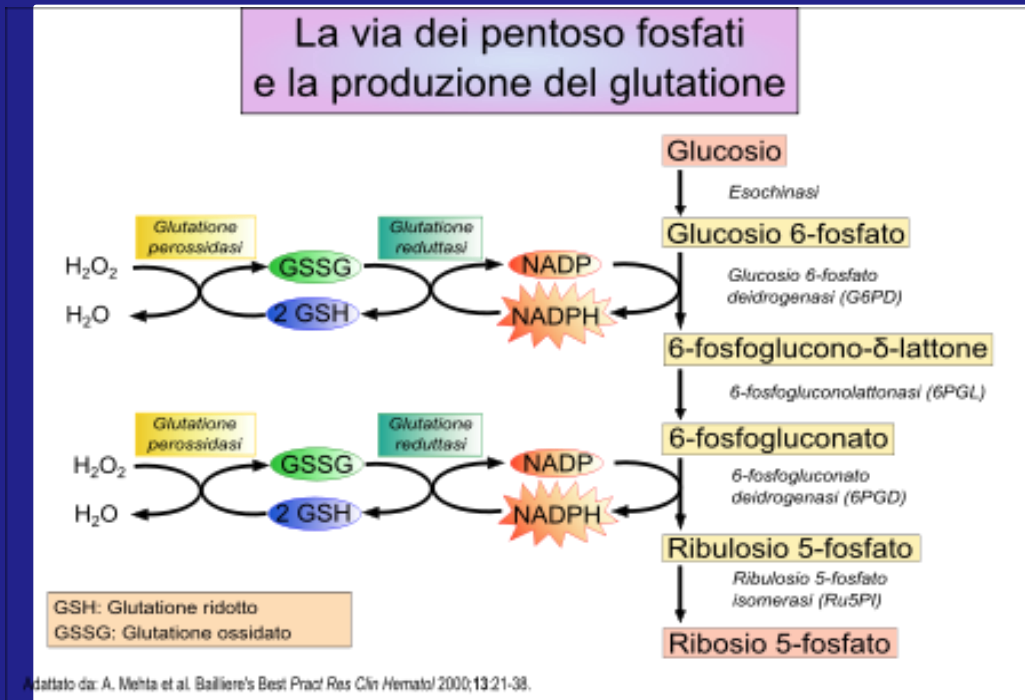 La via dei pentoso fosfati
e la produzione del glutatione
Glucosio
Esochinasi
Glucosio 6-fosfato
Glutatione
perossidasi
Glutatione
reduttasi
H₂O₂
GSSG
NADP
Glucosio 6-fosfato
deidrogenasi (G6PD)
H₂O
2 GSH
NADPH
6-fosfoglucono-δ-lattone
6-fosfogluconolattonasi (6PGL)
Glutatione
perossidasi
Glutatione
reduttasi
6-fosfogluconato
H₂O₂
GSSG
NADP
6-fosfogluconato
deidrogenasi (6PGD)
H₂O
2 GSH
NADPH
Ribulosio 5-fosfato
Ribulosio 5-fosfato
isomerasi (Ru5PI)
GSH: Glutatione ridotto
GSSG: Glutatione ossidato
Ribosio 5-fosfato
Adattato da: A. Mehta et al. Bailliere's Best Pract Res Clin Hematol 2000;13:21-38.